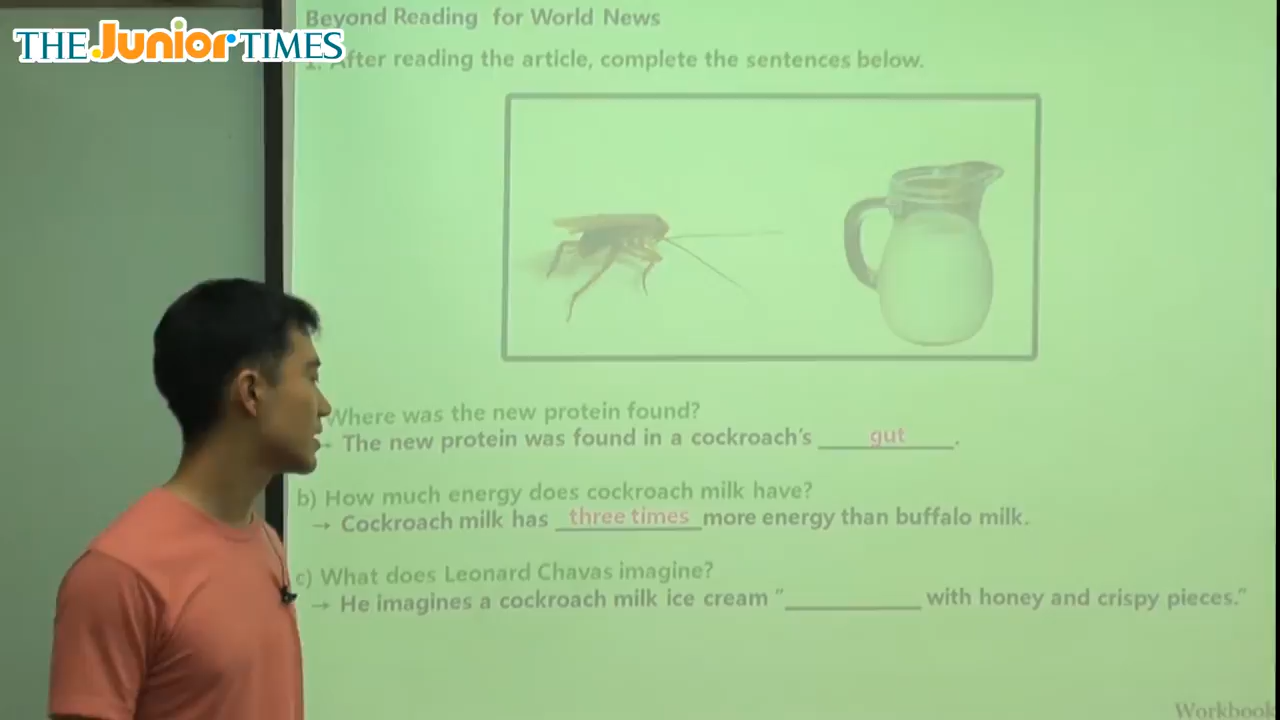 THE Junior TIMES
Beyond Reading for World News
1. After reading the article, complete the sentences below.
Where was the new protein found?
→ The new protein was found in a cockroach's gut.
b) How much energy does cockroach milk have?
→ Cockroach milk has three times more energy than buffalo milk.
c) What does Leonard Chavas imagine?
→ He imagines a cockroach milk ice cream "__________ with honey and crispy pieces."
Workbook